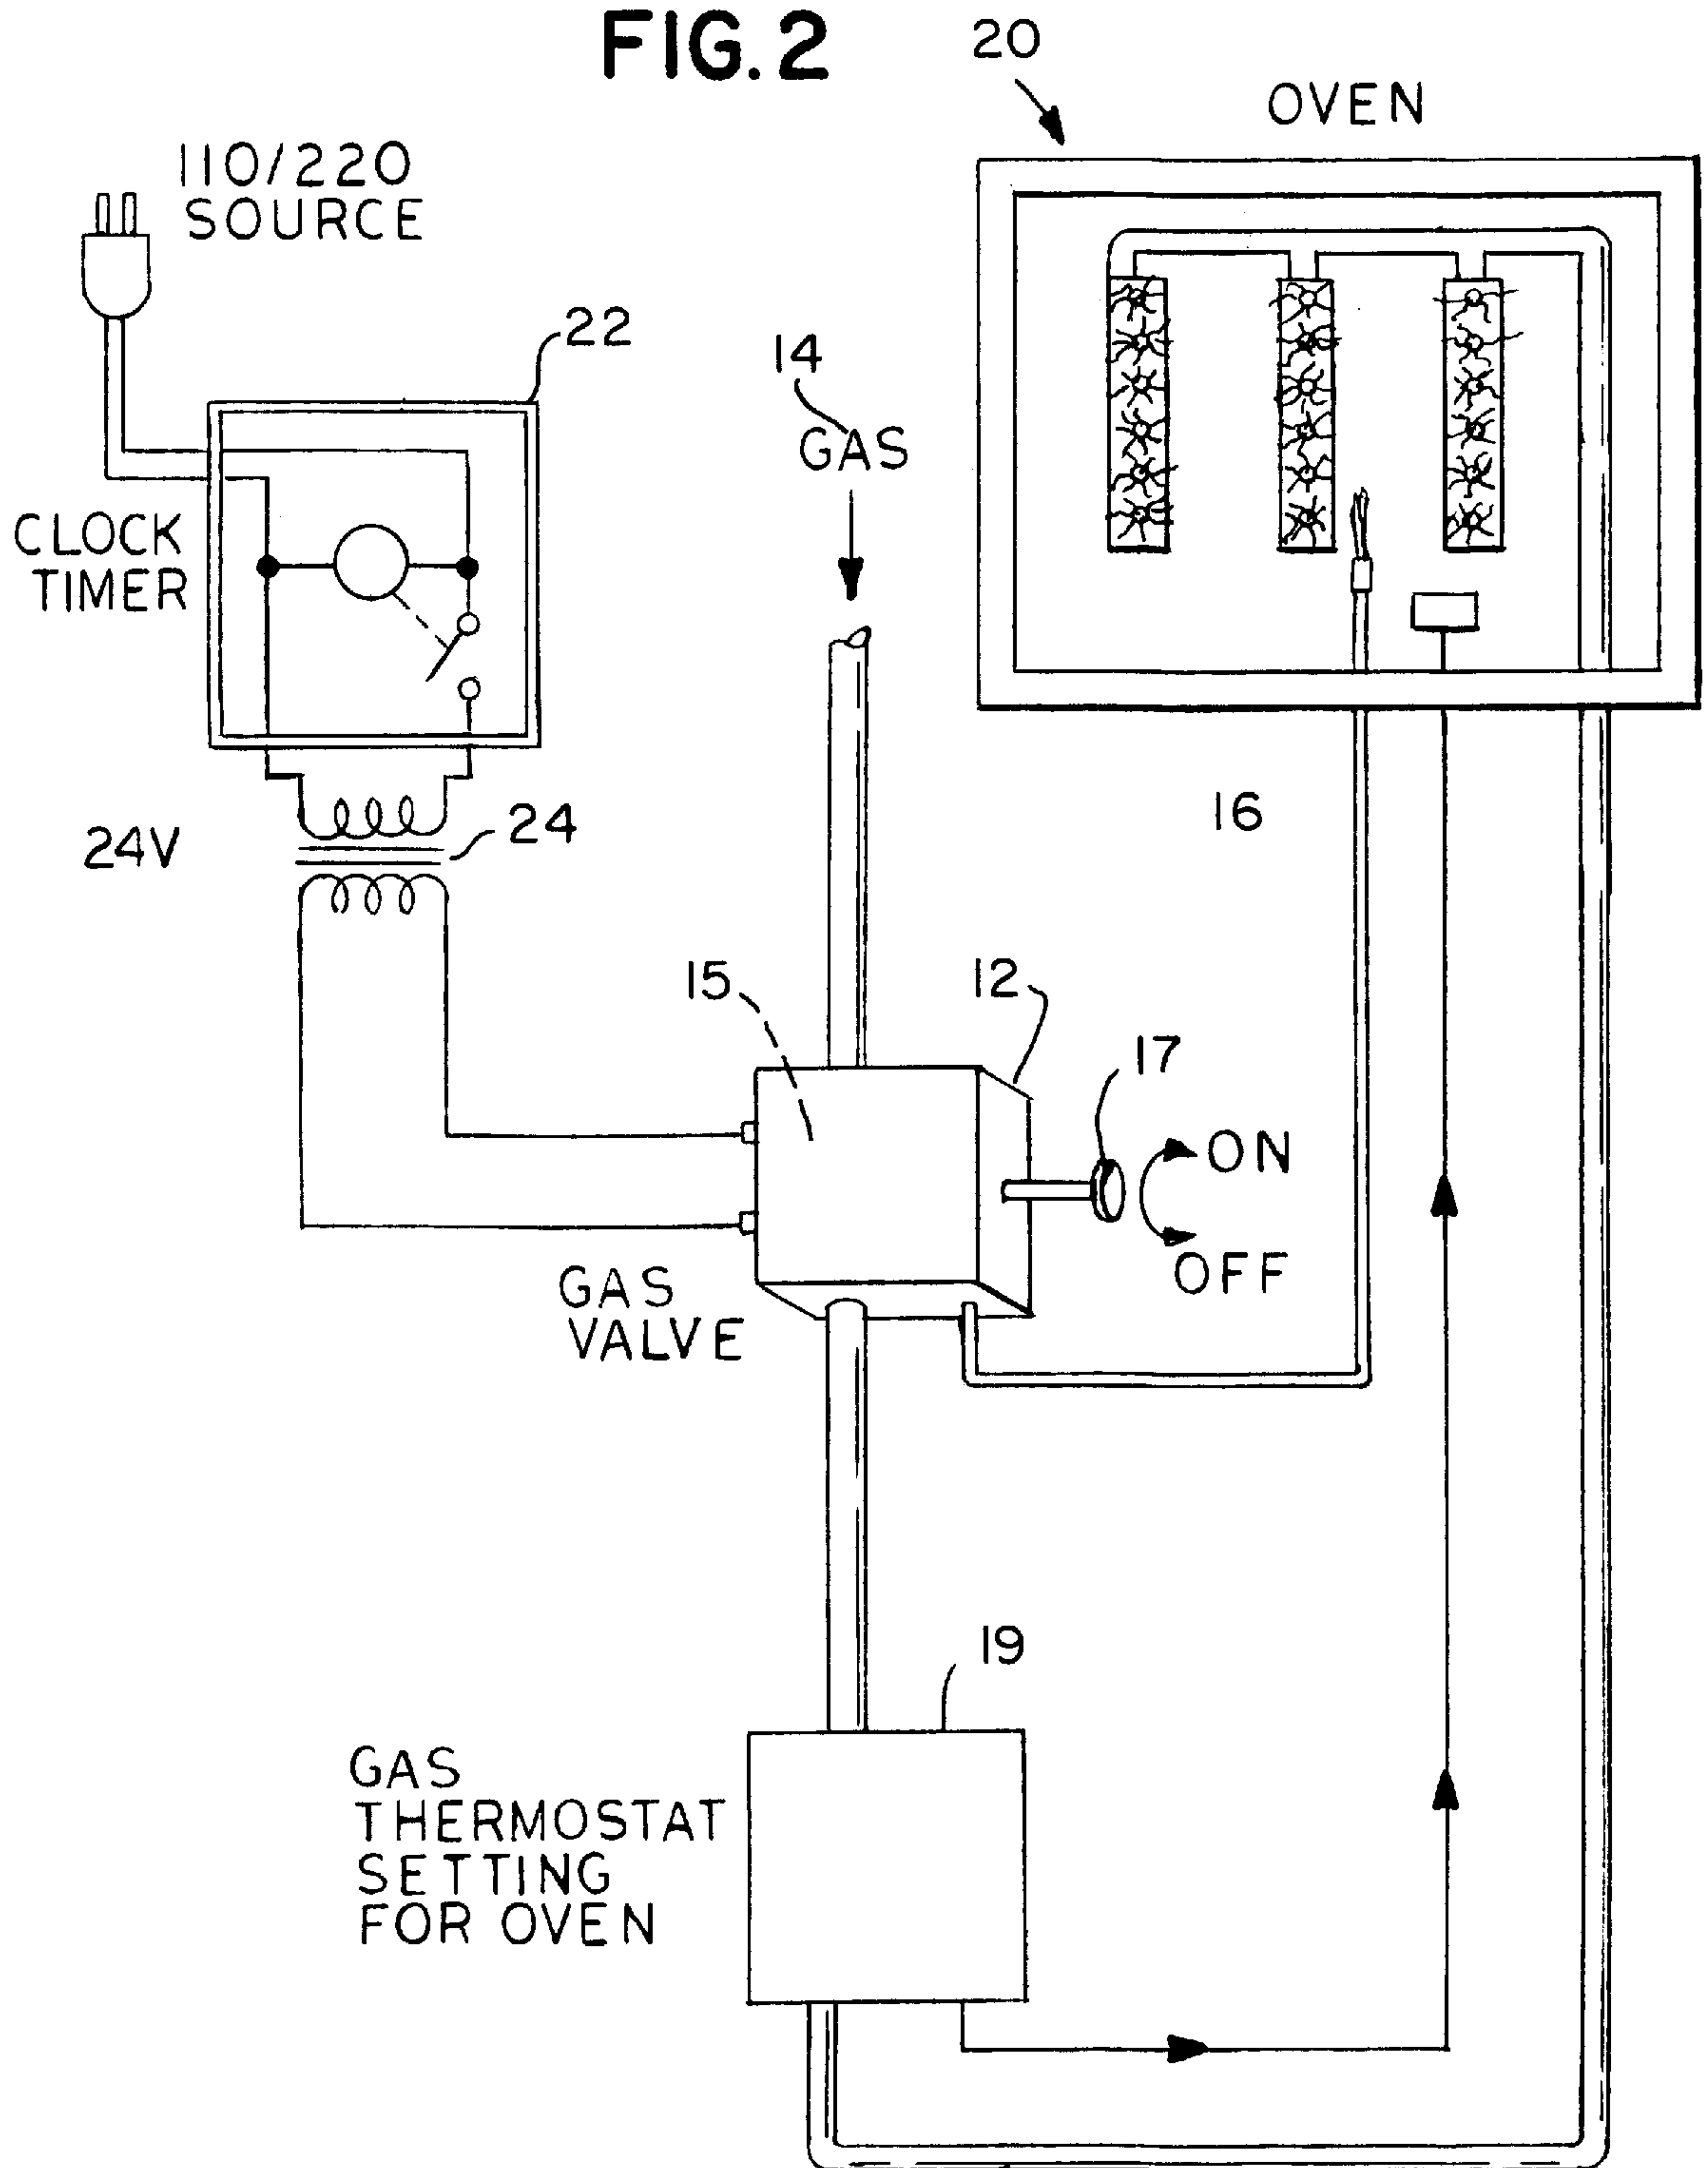 FIG. 2
20
OVEN
110/220
SOURCE
22
14
GAS
CLOCK
TIMER
24V
24
16
15
12
17
ON
OFF
GAS
VALVE
19
GAS
THERMOSTAT
SETTING
FOR OVEN